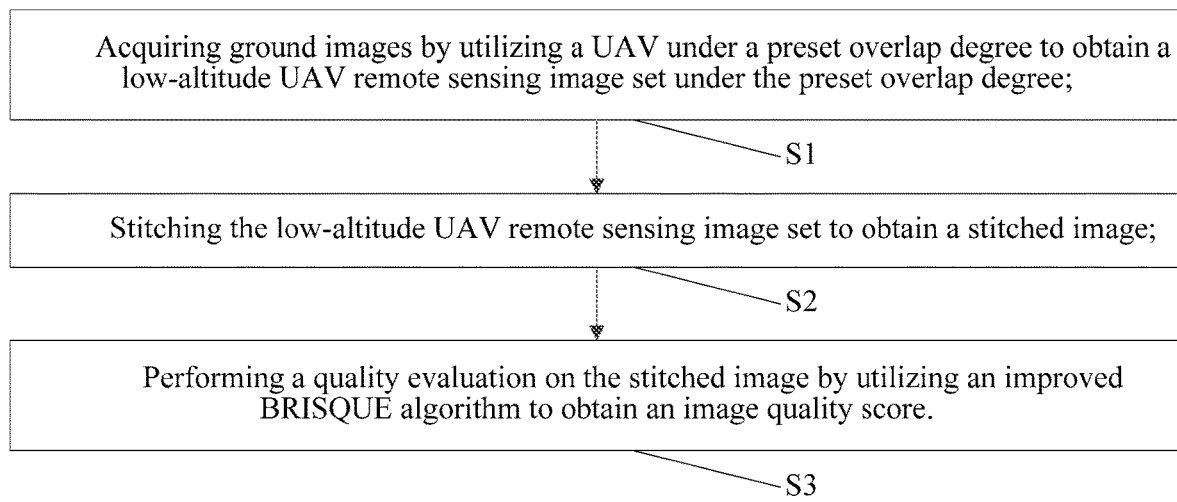 Acquiring ground images by utilizing a UAV under a preset overlap degree to obtain a
low-altitude UAV remote sensing image set under the preset overlap degree;
S1
Stitching the low-altitude UAV remote sensing image set to obtain a stitched image;
S2
Performing a quality evaluation on the stitched image by utilizing an improved
BRISQUE algorithm to obtain an image quality score.
S3